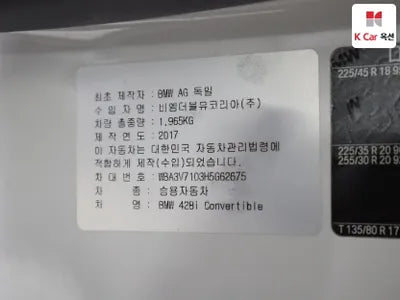 K Car 옥션
최초 제작자 : BMW AG 독일
수 입 자 명 : 비엠더블유코리아(주)
차량 총중량 : 1,965KG
제작 연도 : 2017
이 자동차는 대한민국 자동차관리법령에
적합하게 제작(수입)되었습니다
차 대 번호 : WBA3V7103H5G62675
차 종 : 승용자동차
차 명 : BMW 428i Convertible
225/45 R 18 9
225/35 R 20 9
255/30 R 20 9
T 135/80 R 17